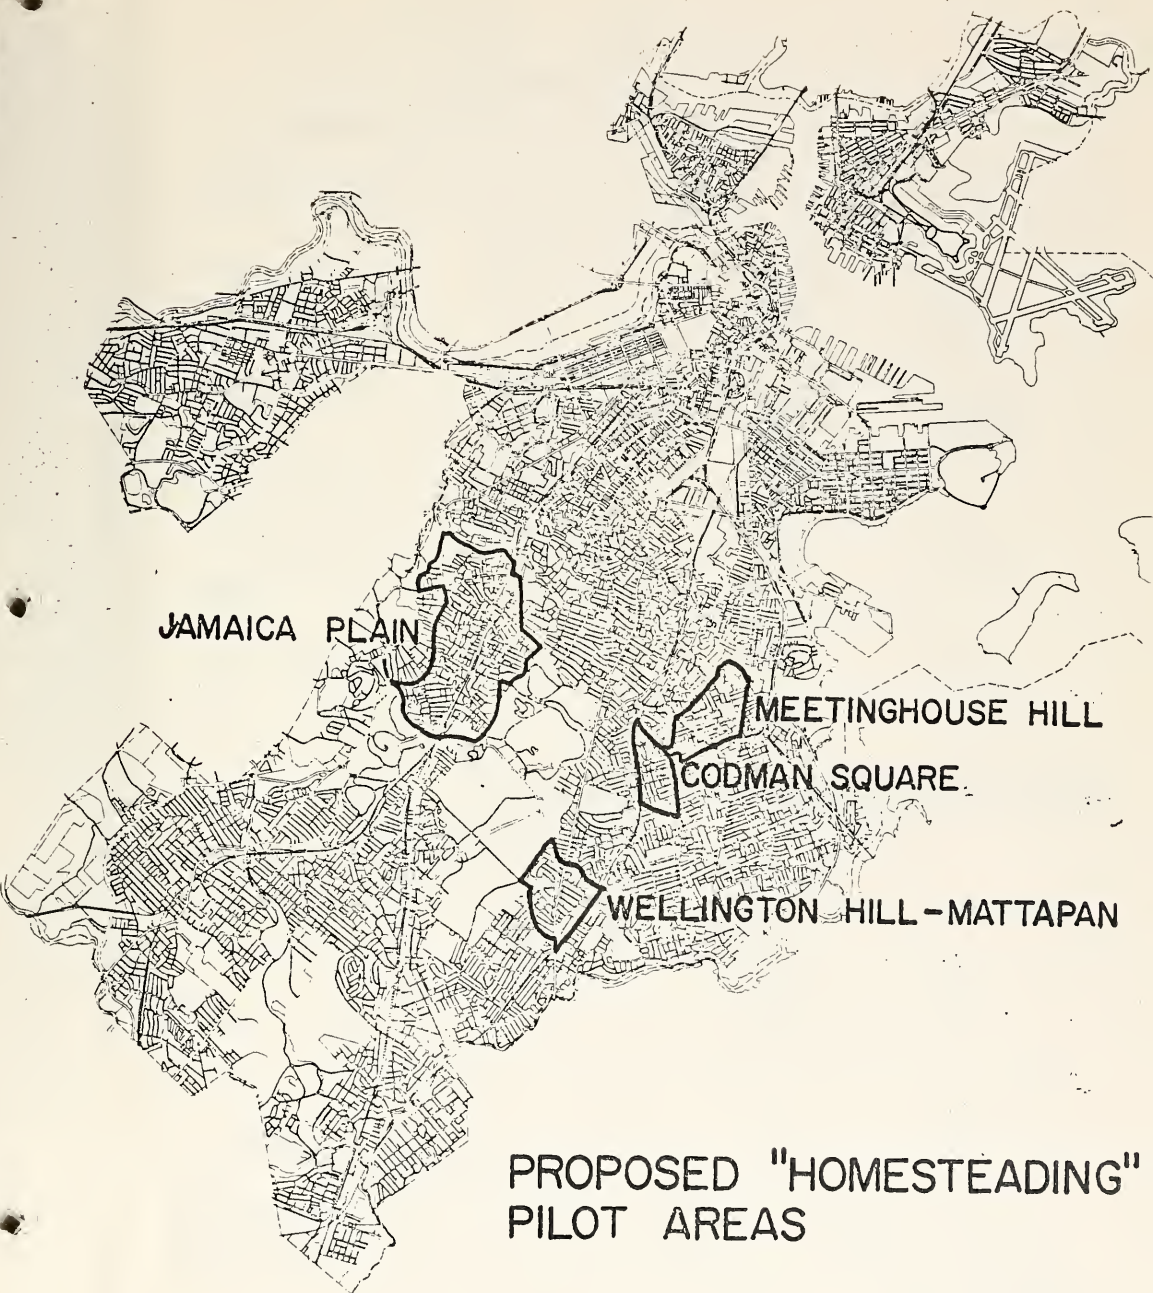 JAMAICA PLAIN
MEETINGHOUSE HILL
CODMAN SQUARE
WELLINGTON HILL-MATTAPAN
PROPOSED "HOMESTEADING"
PILOT AREAS